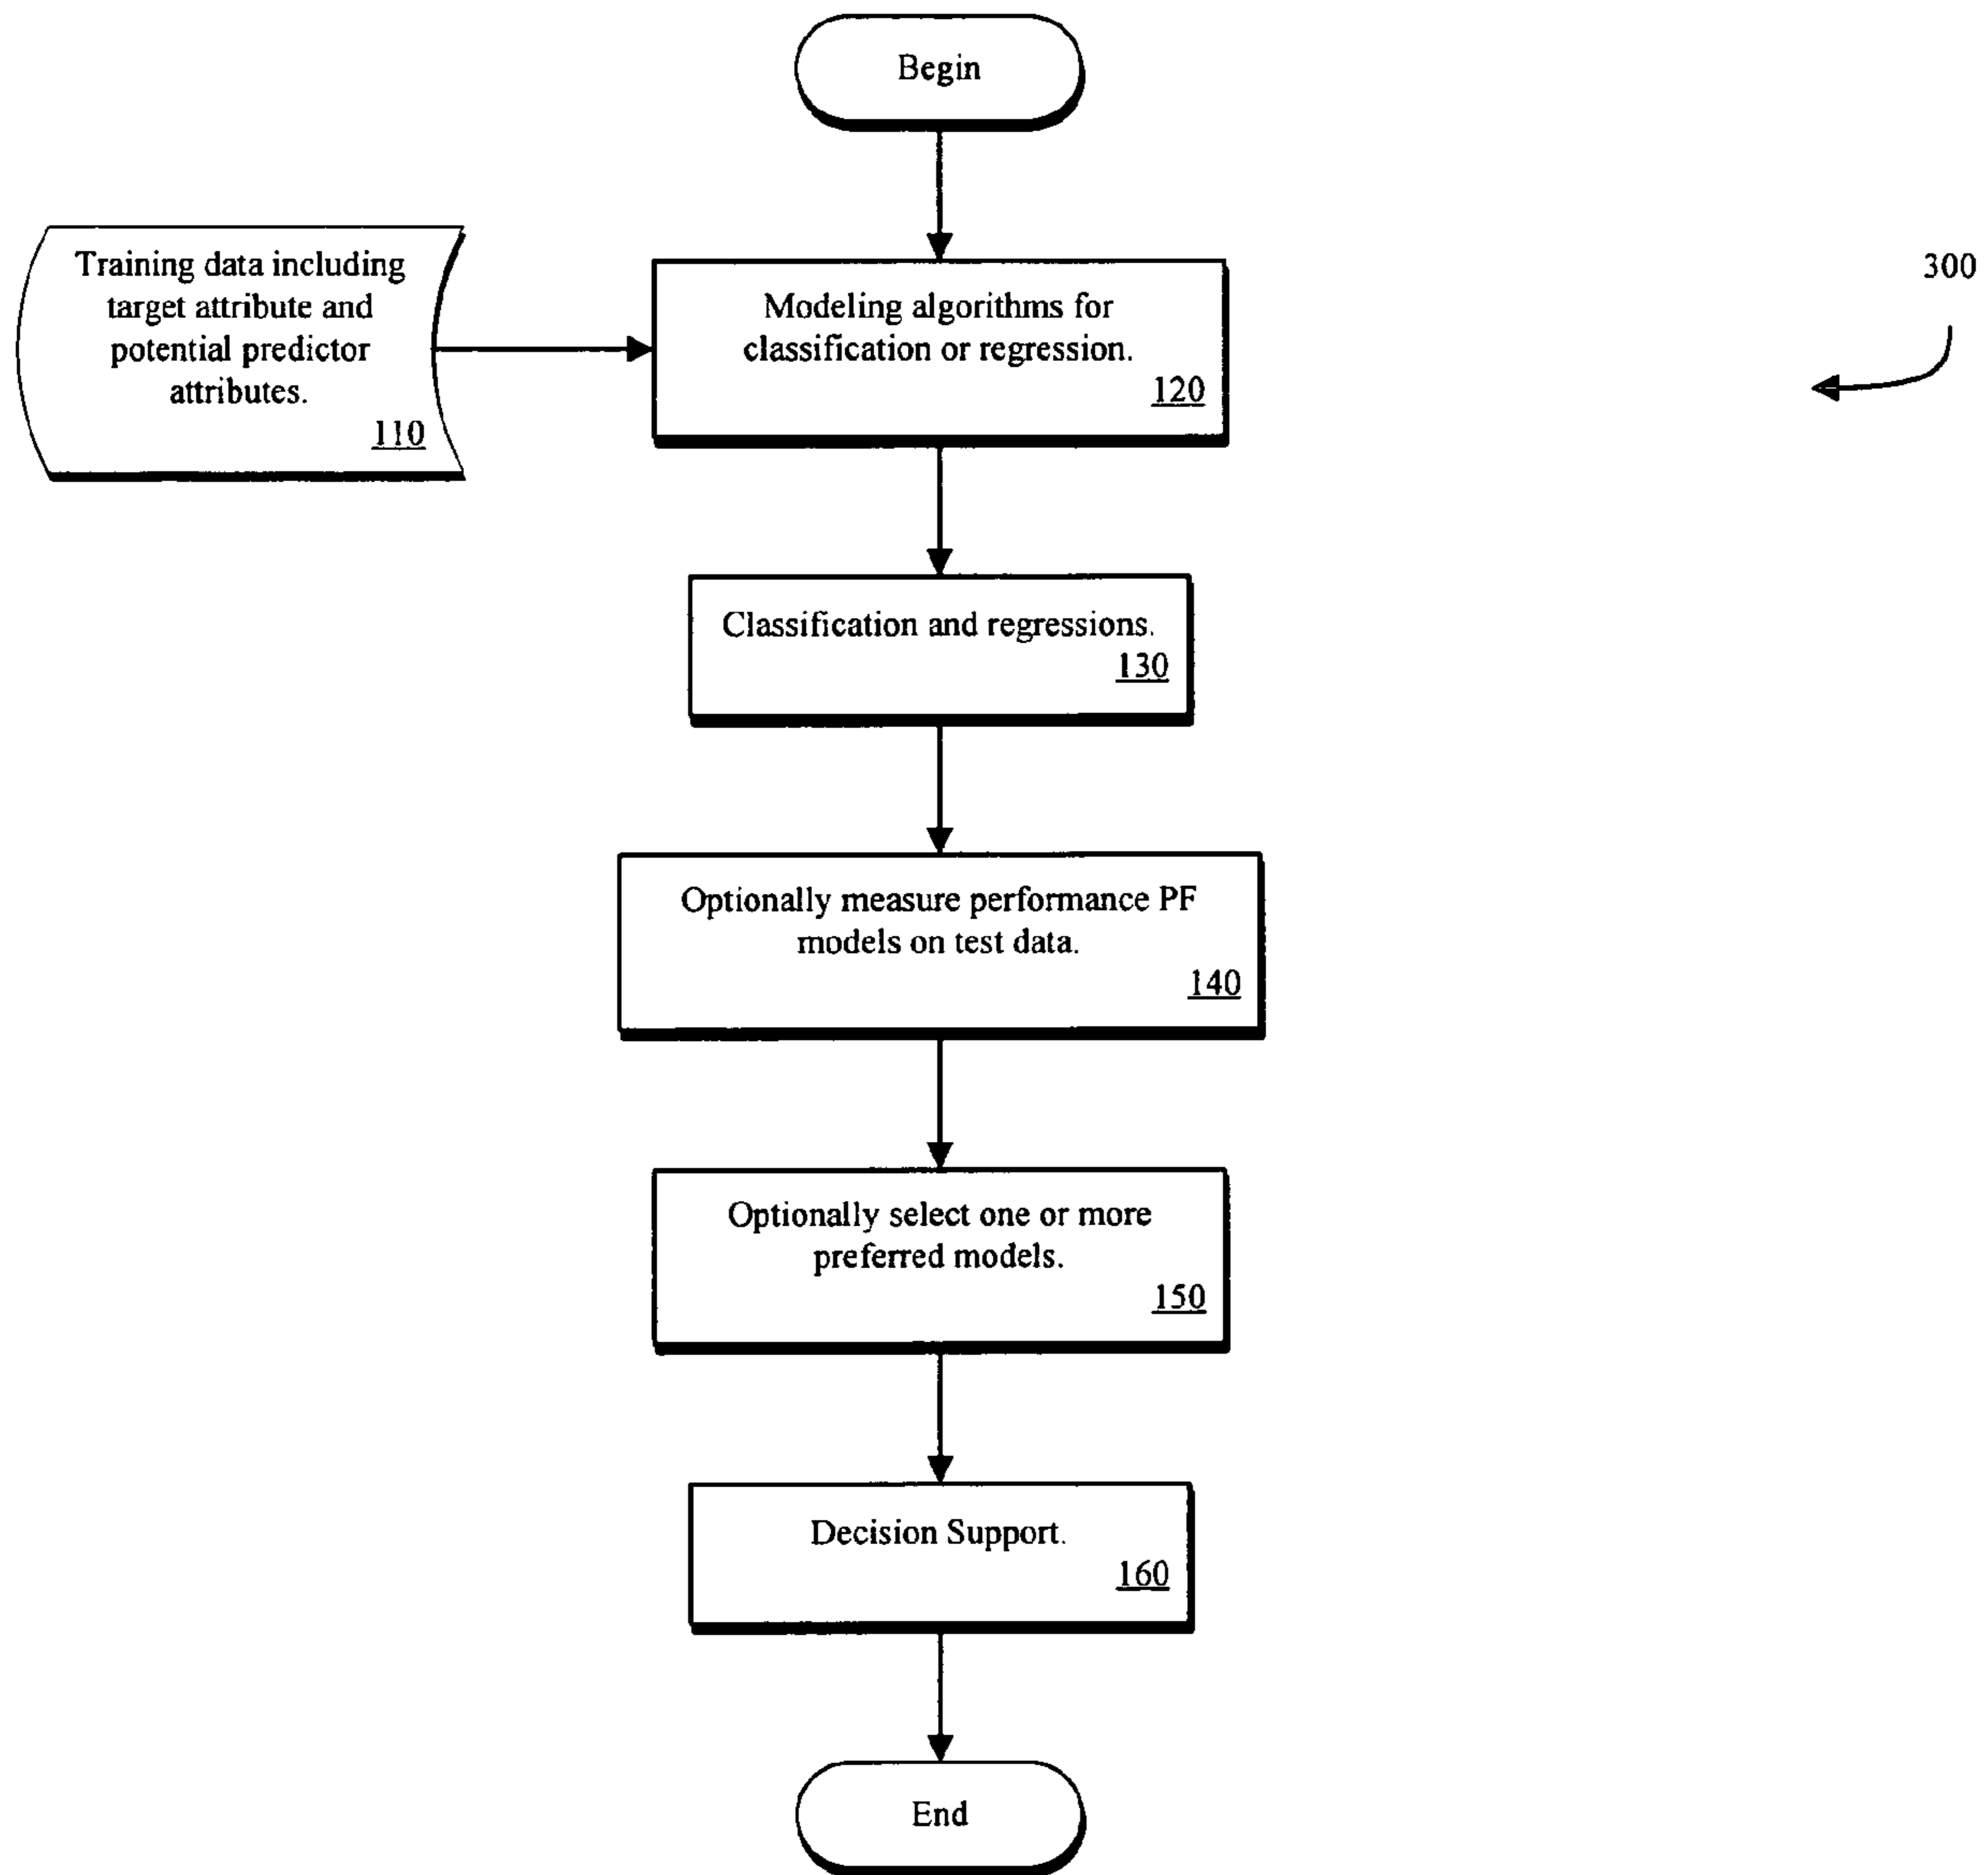 Begin
Training data including
target attribute and
potential predictor
attributes.
110
Modeling algorithms for
classification or regression.
120
300
Classification and regressions.
130
Optionally measure performance PF
models on test data.
140
Optionally select one or more
preferred models.
150
Decision Support.
160
End